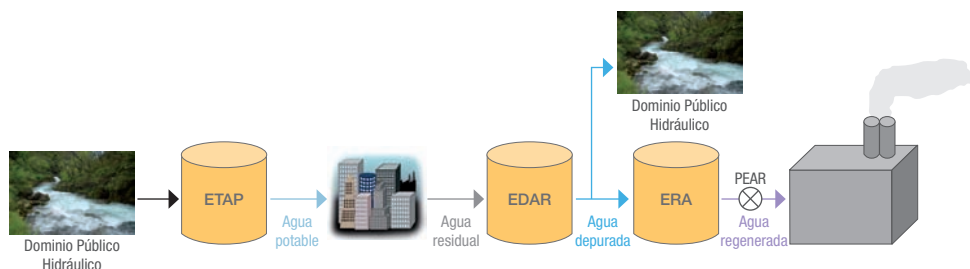 Dominio Público
Hidráulico
ETAP
Agua
potable
Agua
residual
EDAR
Agua
depurada
Dominio Público
Hidráulico
ERA
PEAR
Agua
regenerada